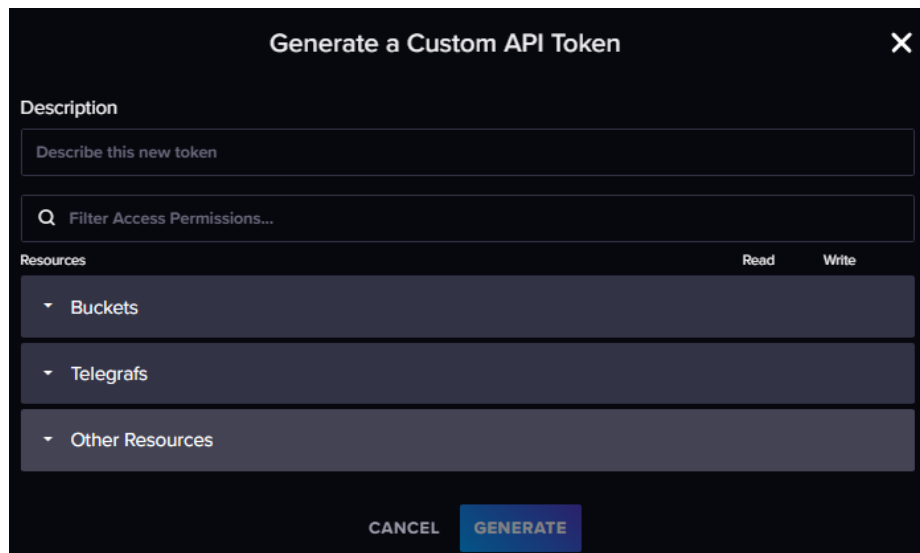 Generate a Custom API Token
Description
Describe this new token
Filter Access Permissions...
Resources Read Write
Buckets
Telegrafs
Other Resources
CANCEL GENERATE